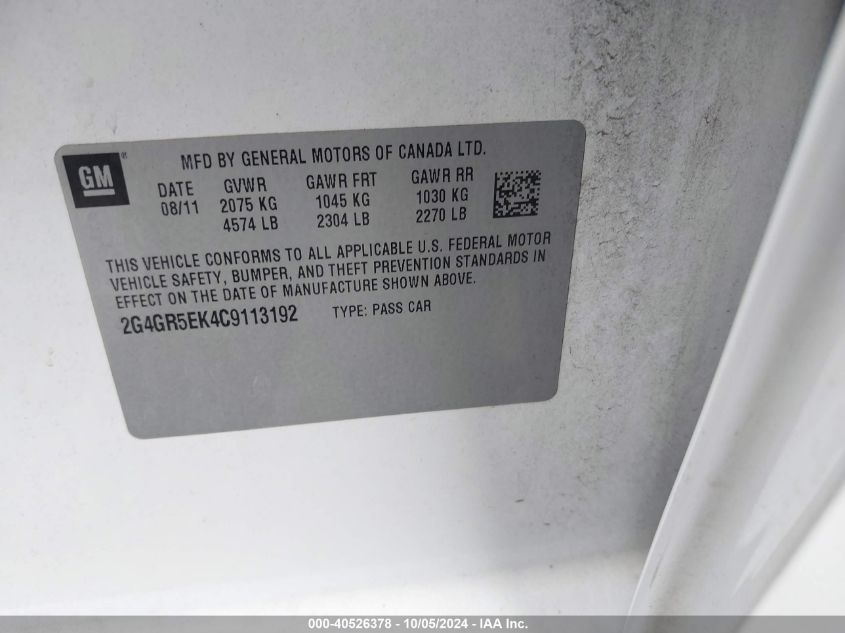 GM®
MFD BY GENERAL MOTORS OF CANADA LTD.
DATE GVWR GAWR FRT GAWR RR
08/11 2075 KG 1045 KG 1030 KG
4574 LB 2304 LB 2270 LB
THIS VEHICLE CONFORMS TO ALL APPLICABLE U.S. FEDERAL MOTOR
VEHICLE SAFETY, BUMPER, AND THEFT PREVENTION STANDARDS IN
EFFECT ON THE DATE OF MANUFACTURE SHOWN ABOVE.
2G4GR5EK4C9113192 TYPE: PASS CAR
000-40526378 - 10/05/2024 - IAA Inc.